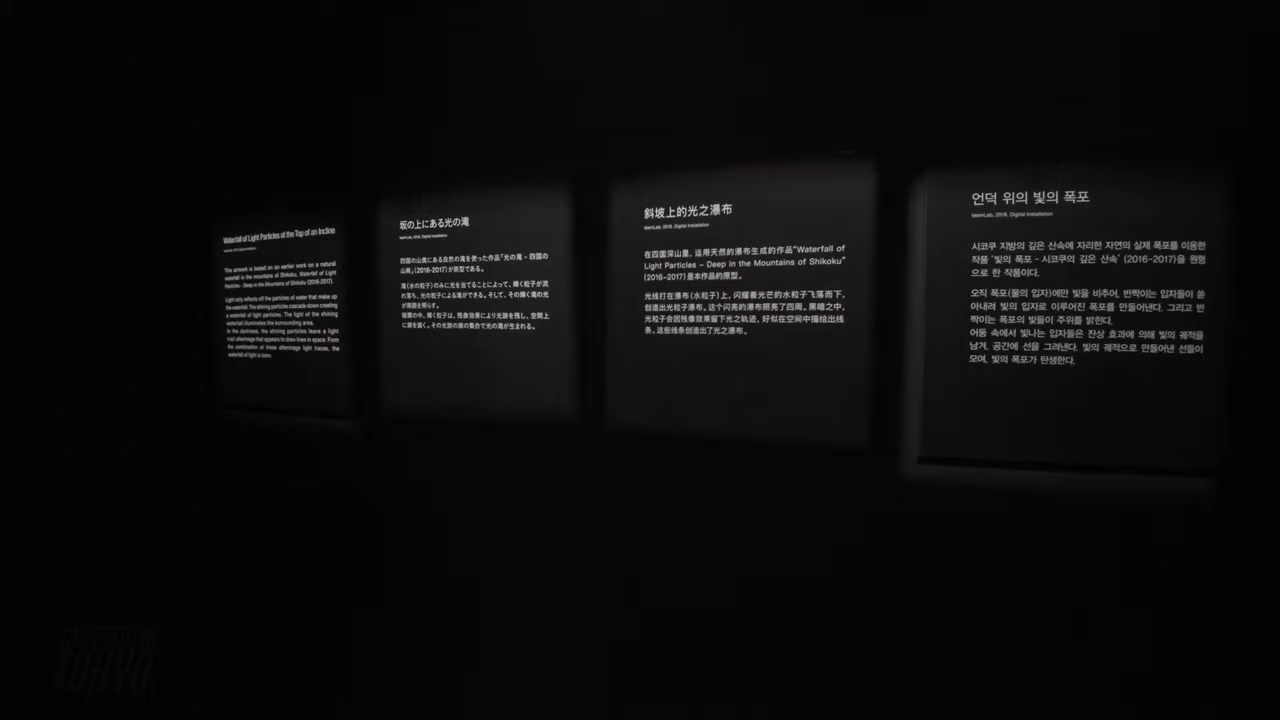 Waterfall of Light Particles at the Top of an Incline
teamLab, 2018, Digital Installation
This artwork is based on an earlier work on a natural
waterfall in the mountains of Shikoku, Waterfall of Light
Particles - Deep in the Mountains of Shikoku (2016-2017).
Light only reflects off the particles of water that make up
the waterfall. The shining particles cascade down creating
a waterfall of light particles. The light of the shining
waterfall illuminates the surrounding area.
In the darkness, the shining particles leave a light
trail afterimage that appears to draw lines in space. From
the combination of these afterimage light traces, the
waterfall of light is born.
坂の上にある光の滝
teamLab, 2018, Digital Installation
四国の山奥にある自然の滝を使った作品「光の滝 - 四国の
山奥」(2016-2017)が原型である。
滝(水の粒子)のみに光を当てることによって、輝く粒子が流
れ落ち、光の粒子による滝ができる。そして、その輝く滝の光
が周囲を照らす。
暗闇の中、輝く粒子は、残像効果により光跡を残し、空間上
に線を描く。その光跡の線の集合で光の滝が生まれる。
斜坡上的光之瀑布
teamLab, 2018, Digital Installation
在四国深山里，运用天然的瀑布生成的作品“Waterfall of
Light Particles – Deep in the Mountains of Shikoku”
(2016-2017)是本作品的原型。
光线打在瀑布(水粒子)上，闪耀着光芒的水粒子飞落而下，
创造出光粒子瀑布。这个闪亮的瀑布照亮了四周。黑暗之中，
光粒子会因残像效果留下光之轨迹，好似在空间中描绘出线
条。这些线条创造出了光之瀑布。
언덕 위의 빛의 폭포
teamLab, 2018, Digital Installation
시코쿠 지방의 깊은 산속에 자리한 자연의 실제 폭포를 이용한
작품 '빛의 폭포 - 시코쿠의 깊은 산속' (2016-2017)을 원형
으로 한 작품이다.
오직 폭포(물의 입자)에만 빛을 비추어, 반짝이는 입자들이 쏟
아내려 빛의 입자로 이루어진 폭포를 만들어낸다. 그리고 반
짝이는 폭포의 빛들이 주위를 밝힌다.
어둠 속에서 빛나는 입자들은 잔상 효과에 의해 빛의 궤적을
남겨, 공간에 선을 그려낸다. 빛의 궤적으로 만들어낸 선들이
모여, 빛의 폭포가 탄생한다.